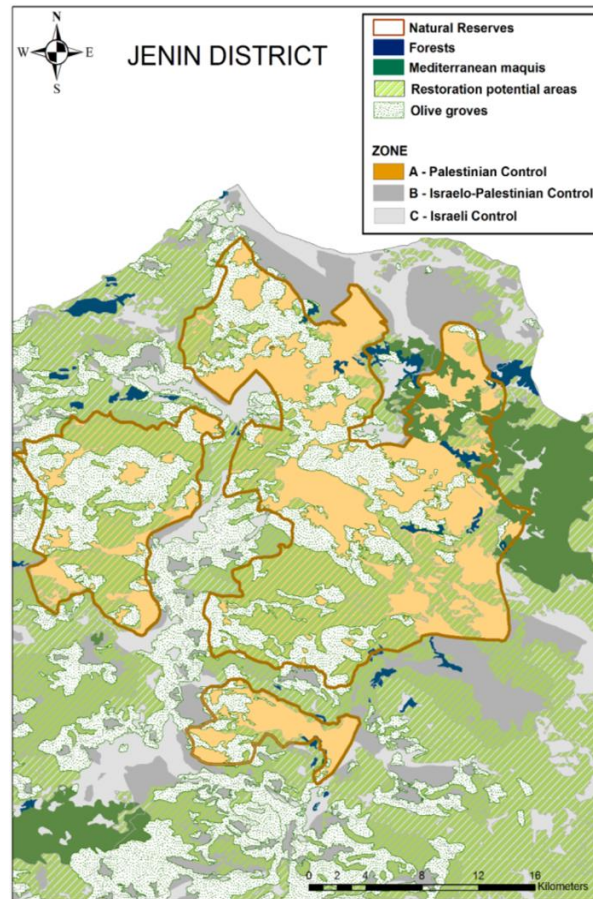 N
W E
S
JENIN DISTRICT
Natural Reserves
Forests
Mediterranean maquis
Restoration potential areas
Olive groves
ZONE
A - Palestinian Control
B - Israelo-Palestinian Control
C - Israeli Control
0 2 4 8 12 16
Kilometers